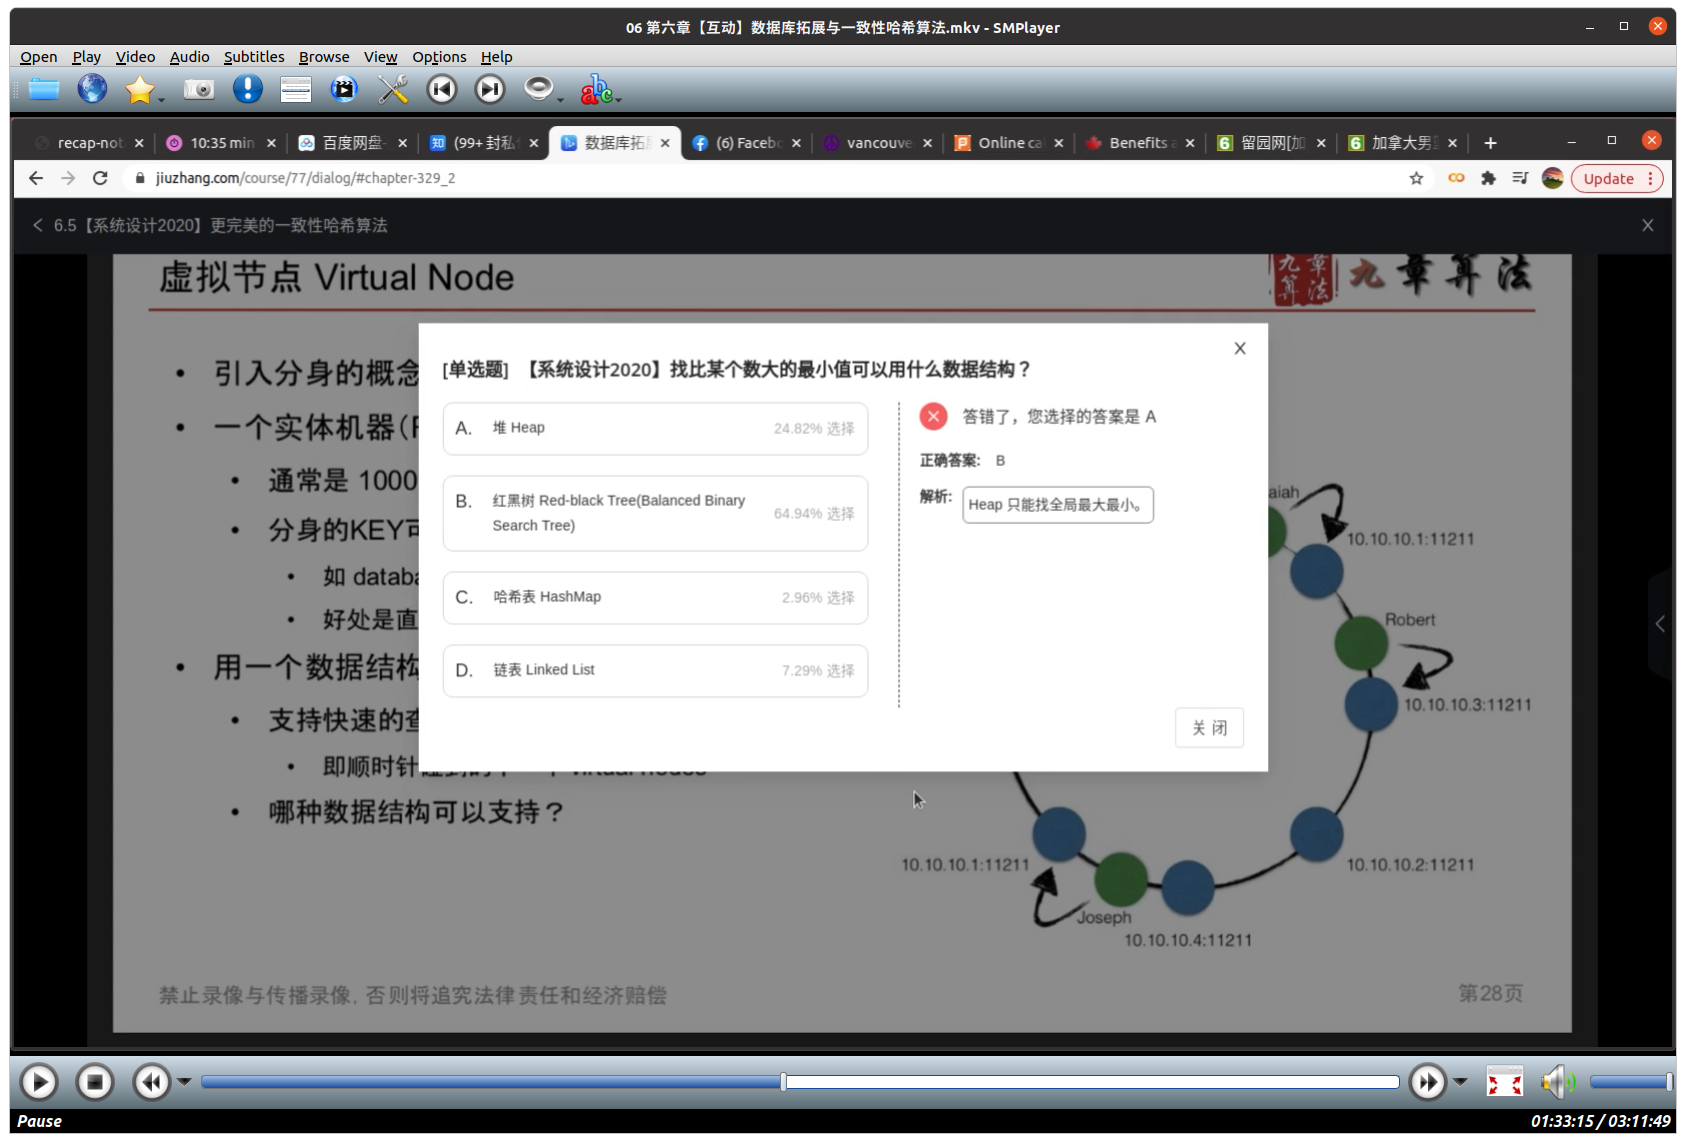 06 第六章【互动】数据库拓展与一致性哈希算法.mkv - SMPlayer
Open Play Video Audio Subtitles Browse View Options Help
recap-not
10:35 min
百度网盘-
(99+ 封私
数据库拓
(6) Facebo
vancouve
Online ca
Benefits a
留园网[加
加拿大男
jiuzhang.com/course/77/dialog/#chapter-329_2
Update
6.5【系统设计2020】更完美的一致性哈希算法
虚拟节点 Virtual Node
九章算法
九章算法
引入分身的概念
一个实体机器(
通常是 1000
分身的KEY可
如 databa
好处是直
用一个数据结构
支持快速的查
即顺时针碰到的下一个 virtual nodes
哪种数据结构可以支持？
[单选题] 【系统设计2020】找比某个数大的最小值可以用什么数据结构？
A. 堆 Heap 24.82% 选择
B. 红黑树 Red-black Tree(Balanced Binary
Search Tree) 64.94% 选择
C. 哈希表 HashMap 2.96% 选择
D. 链表 Linked List 7.29% 选择
答错了，您选择的答案是 A
正确答案: B
解析: Heap 只能找全局最大最小。
关 闭
aiah
10.10.10.1:11211
Robert
10.10.10.3:11211
10.10.10.1:11211
10.10.10.2:11211
Joseph
10.10.10.4:11211
禁止录像与传播录像, 否则将追究法律责任和经济赔偿
第28页
Pause
01:33:15 / 03:11:49